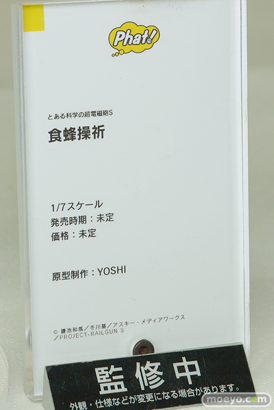 Phat!
とある科学の超電磁砲S
食蜂操祈
1/7スケール
発売時期：未定
価格：未定
原型制作：YOSHI
© 鎌池和馬／冬川基／アスキー・メディアワークス
／PROJECT-RAILGUN S
監修中
外観・仕様などが変更になる場合があります。
moeyo.com